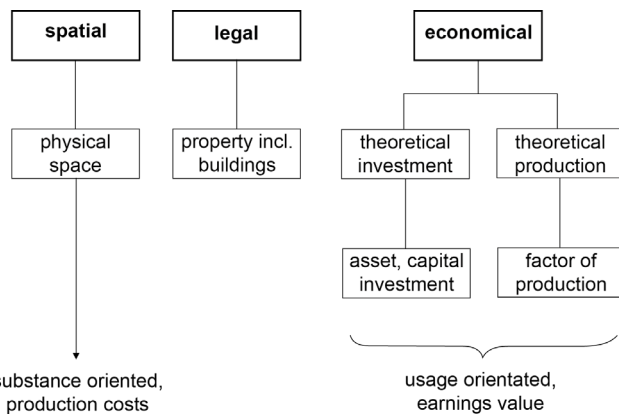 spatial
legal
economical
physical
space
property incl.
buildings
theoretical
investment
theoretical
production
asset, capital
investment
factor of
production
substance oriented,
production costs
usage orientated,
earnings value